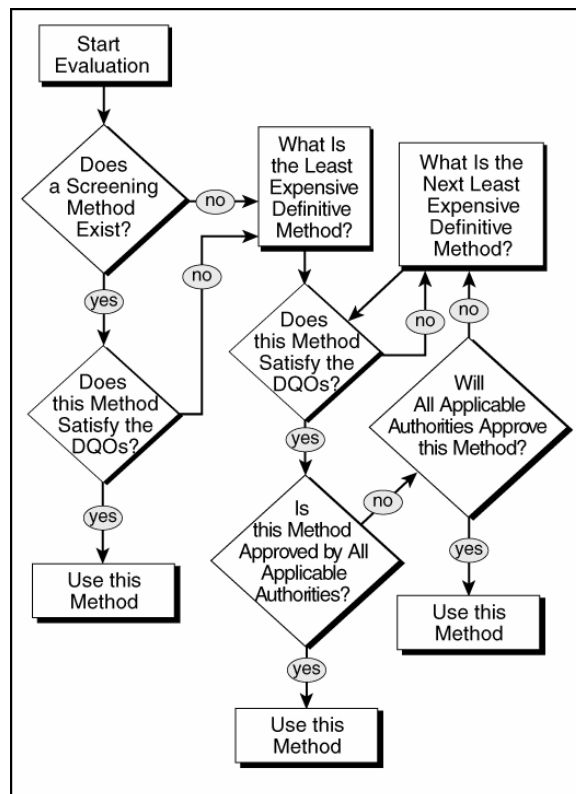 Start
Evaluation
Does
a Screening
Method
Exist?
no
yes
Does
this Method
Satisfy the
DQOs?
no
yes
Use this
Method
What Is
the Least
Expensive
Definitive
Method?
Does
this Method
Satisfy the
DQOs?
no
yes
Is
this Method
Approved by All
Applicable
Authorities?
no
yes
Use this
Method
What Is the
Next Least
Expensive
Definitive
Method?
no
Will
All Applicable
Authorities Approve
this Method?
yes
Use this
Method